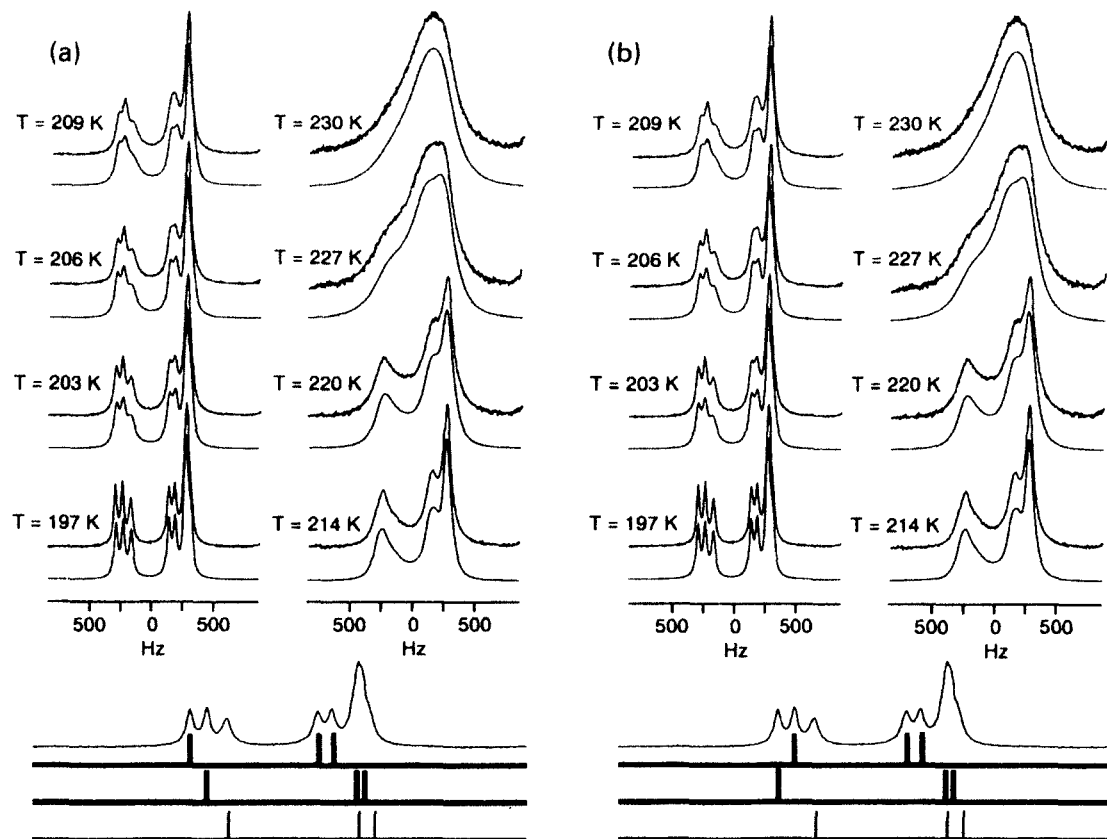 (a)
T = 209 K
T = 230 K
T = 206 K
T = 227 K
T = 203 K
T = 220 K
T = 197 K
T = 214 K
500 0 500
Hz
500 0 500
Hz
(b)
T = 209 K
T = 230 K
T = 206 K
T = 227 K
T = 203 K
T = 220 K
T = 197 K
T = 214 K
500 0 500
Hz
500 0 500
Hz